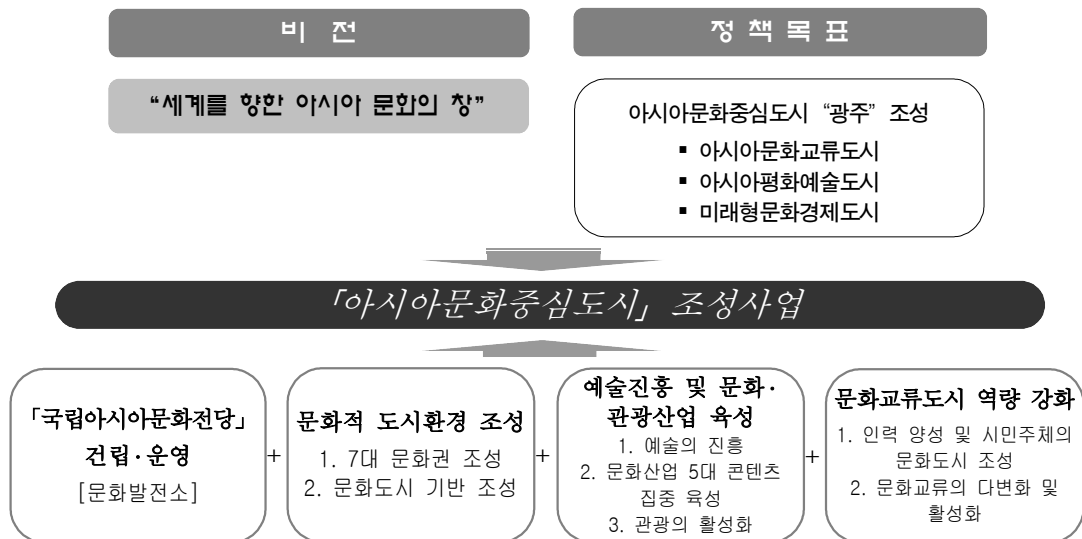 비 전
“세계를 향한 아시아 문화의 창”
정 책 목 표
아시아문화중심도시 “광주” 조성
▪ 아시아문화교류도시
▪ 아시아평화예술도시
▪ 미래형문화경제도시
「아시아문화중심도시」 조성사업
「국립아시아문화전당」
건립·운영
[문화발전소]
+
문화적 도시환경 조성
1. 7대 문화권 조성
2. 문화도시 기반 조성
+
예술진흥 및 문화·
관광산업 육성
1. 예술의 진흥
2. 문화산업 5대 콘텐츠
집중 육성
3. 관광의 활성화
+
문화교류도시 역량 강화
1. 인력 양성 및 시민주체의
문화도시 조성
2. 문화교류의 다변화 및
활성화